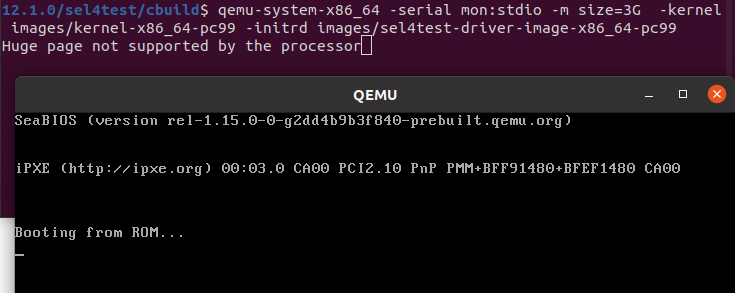 12.1.0/sel4test/cbuild$ qemu-system-x86_64 -serial mon:stdio -m size=3G  -kernel
images/kernel-x86_64-pc99 -initrd images/sel4test-driver-image-x86_64-pc99
Huge page not supported by the processor
QEMU
SeaBIOS (version rel-1.15.0-0-g2dd4b9b3f840-prebuilt.qemu.org)
iPXE (http://ipxe.org) 00:03.0 CA00 PCI2.10 PnP PMM+BFF91480+BFEF1480 CA00
Booting from ROM...